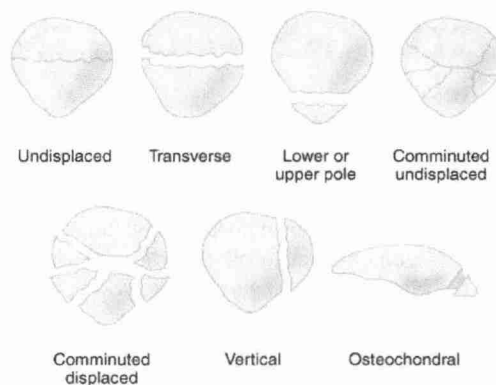 Undisplaced
Transverse
Lower or
upper pole
Comminuted
undisplaced
Comminuted
displaced
Vertical
Osteochondral